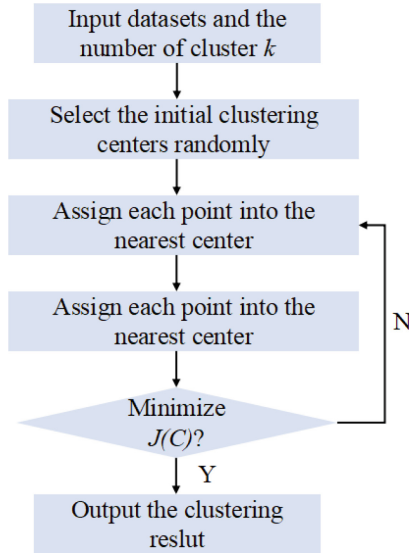 Input datasets and the
number of cluster k
Select the initial clustering
centers randomly
Assign each point into the
nearest center
Assign each point into the
nearest center
N
Minimize
J(C)?
Y
Output the clustering
reslut